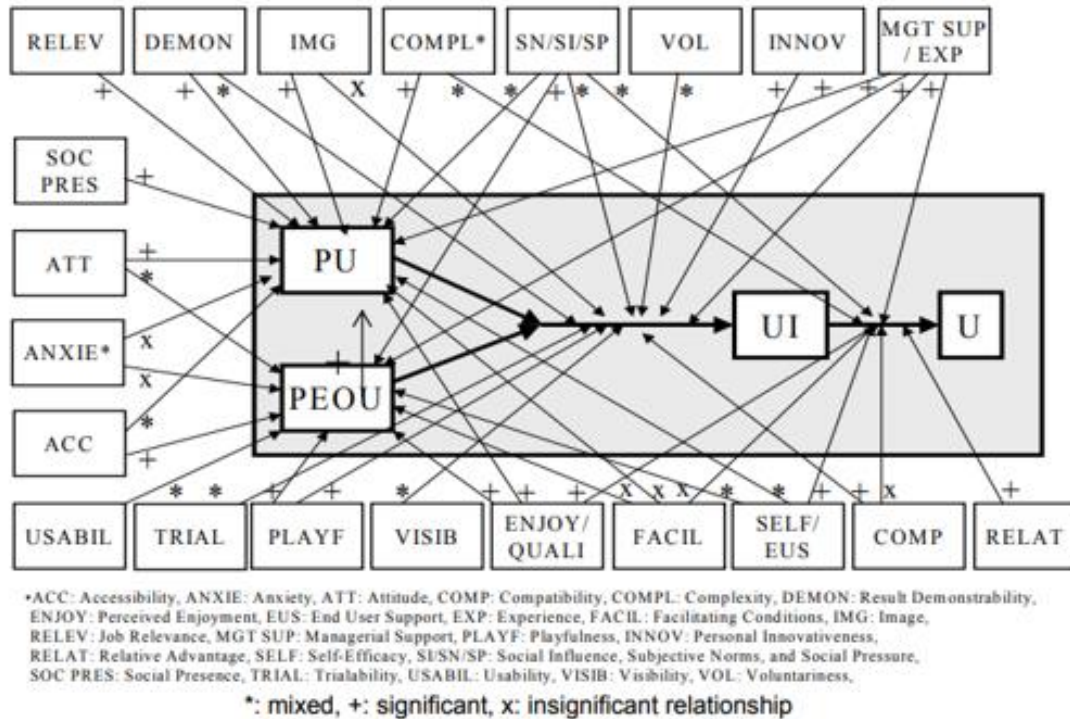 RELEV DEMON IMG COMPL* SN/SI/SP VOL INNOV MGT SUP
/ EXP
+ + * + x + * * + * * * + + + + +
SOC
PRES
+
PU
ATT
+
*
UI
U
ANXIE*
x
x
+
PEOU
ACC
*
+
* * + + * + + + x x x * * + + x +
USABIL TRIAL PLAYF VISIB ENJOY/
QUALI FACIL SELF/
EUS COMP RELAT
*ACC: Accessibility, ANXIE: Anxiety, ATT: Attitude, COMP: Compatibility, COMPL: Complexity, DEMON: Result Demonstrability,
ENJOY: Perceived Enjoyment, EUS: End User Support, EXP: Experience, FACIL: Facilitating Conditions, IMG: Image,
RELEV: Job Relevance, MGT SUP: Managerial Support, PLAYF: Playfulness, INNOV: Personal Innovativeness,
RELAT: Relative Advantage, SELF: Self-Efficacy, SI/SN/SP: Social Influence, Subjective Norms, and Social Pressure,
SOC PRES: Social Presence, TRIAL: Trialability, USABIL: Usability, VISIB: Visibility, VOL: Voluntariness,
*: mixed, +: significant, x: insignificant relationship